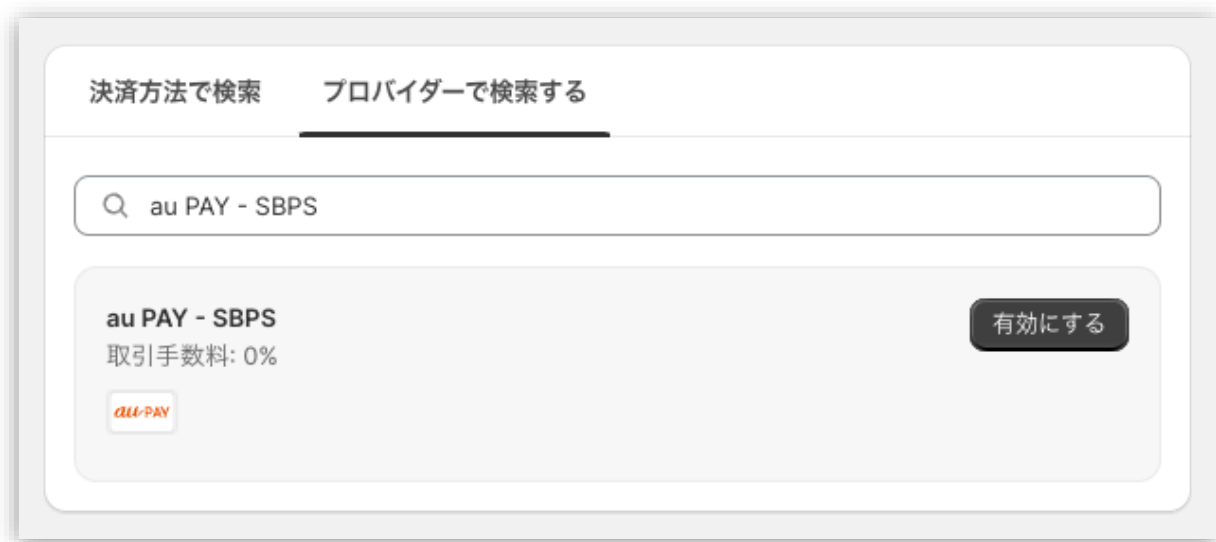 決済方法で検索 プロバイダーで検索する
au PAY - SBPS
au PAY - SBPS
有効にする
取引手数料: 0%
au PAY